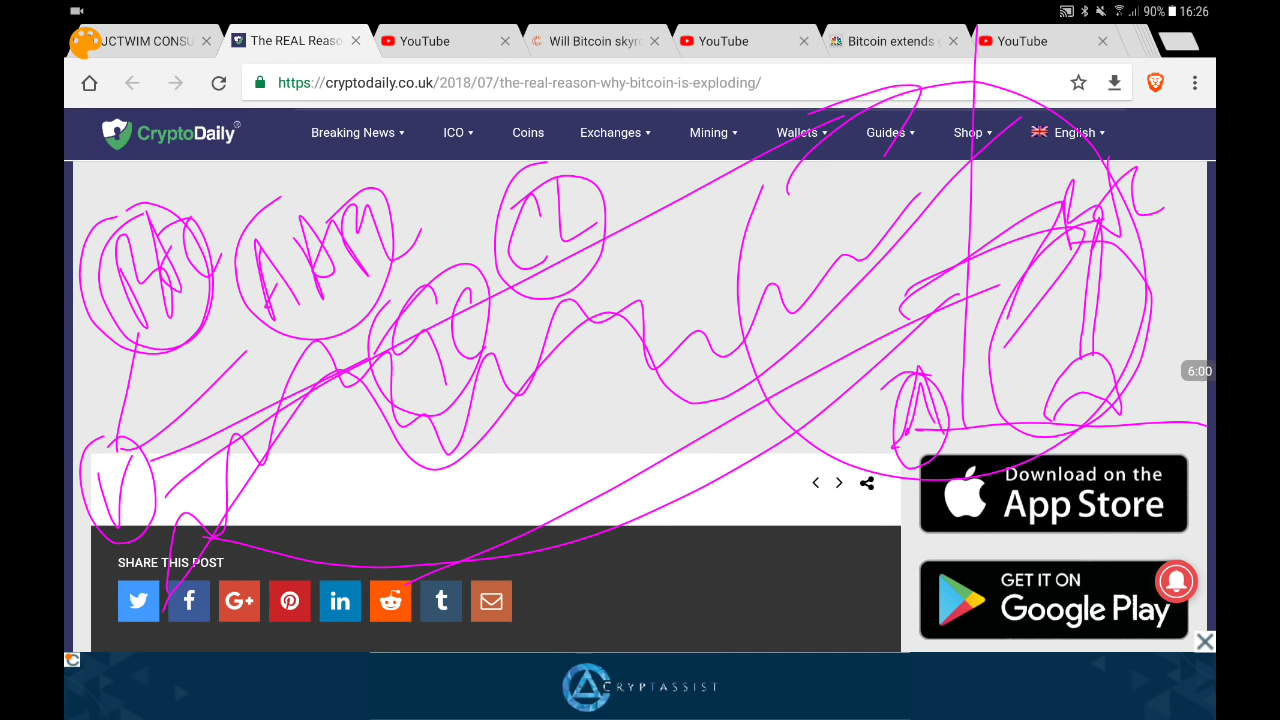 90% 16:26
JCTWIM CONSU
The REAL Reaso
YouTube
Will Bitcoin skyro
YouTube
Bitcoin extends g
YouTube
https://cryptodaily.co.uk/2018/07/the-real-reason-why-bitcoin-is-exploding/
CryptoDaily
Breaking News
ICO
Coins
Exchanges
Mining
Wallets
Guides
Shop
English
6:00
Download on the
App Store
SHARE THIS POST
G+
in
t
GET IT ON
Google Play
CRYPTASSIST